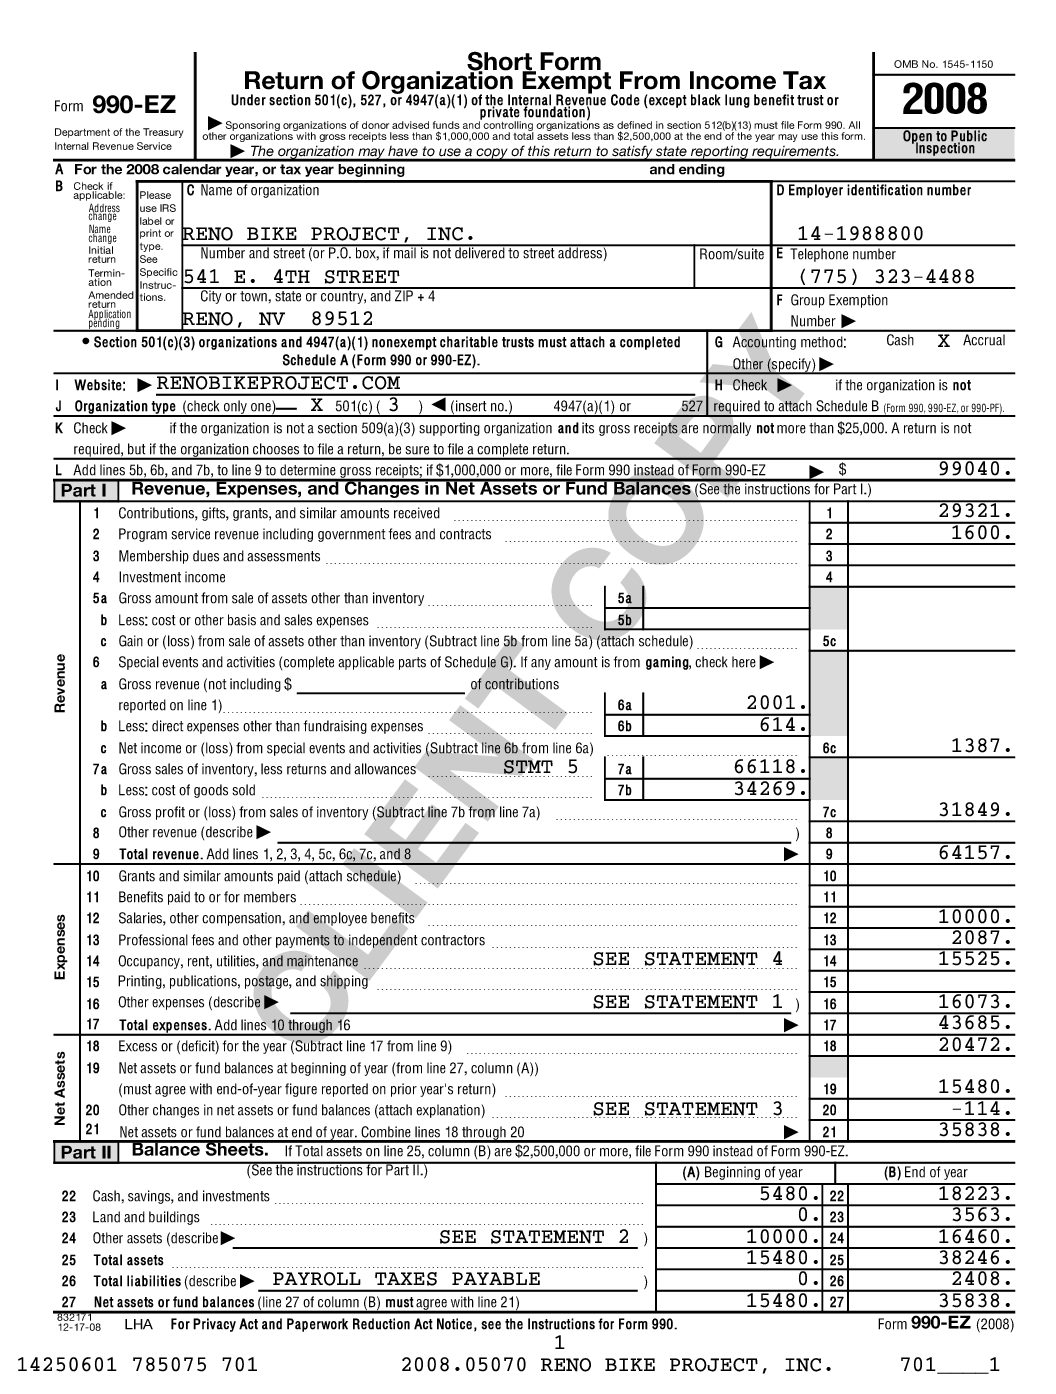 Form 990-EZ
Department of the Treasury
Internal Revenue Service
Short Form
Return of Organization Exempt From Income Tax
Under section 501(c), 527, or 4947(a)(1) of the Internal Revenue Code (except black lung benefit trust or
private foundation)
▶ Sponsoring organizations of donor advised funds and controlling organizations as defined in section 512(b)(13) must file Form 990. All
other organizations with gross receipts less than $1,000,000 and total assets less than $2,500,000 at the end of the year may use this form.
▶ The organization may have to use a copy of this return to satisfy state reporting requirements.
OMB No. 1545-1150
2008
Open to Public
Inspection
A For the 2008 calendar year, or tax year beginning and ending
B Check if
applicable:
Address
change
Name
change
Initial
return
Termin-
ation
Amended
return
Application
pending
Please
use IRS
label or
print or
type.
See
Specific
Instruc-
tions.
C Name of organization
RENO BIKE PROJECT, INC.
Number and street (or P.O. box, if mail is not delivered to street address) Room/suite
541 E. 4TH STREET
City or town, state or country, and ZIP + 4
RENO, NV 89512
D Employer identification number
14-1988800
E Telephone number
(775) 323-4488
F Group Exemption
Number ▶
• Section 501(c)(3) organizations and 4947(a)(1) nonexempt charitable trusts must attach a completed
Schedule A (Form 990 or 990-EZ).
G Accounting method: Cash X Accrual
Other (specify) ▶
I Website: ▶ RENOBIKEPROJECT.COM
H Check ▶ if the organization is not
J Organization type (check only one)— X 501(c) ( 3 ) ◀ (insert no.) 4947(a)(1) or 527
required to attach Schedule B (Form 990, 990-EZ, or 990-PF).
K Check ▶ if the organization is not a section 509(a)(3) supporting organization and its gross receipts are normally not more than $25,000. A return is not
required, but if the organization chooses to file a return, be sure to file a complete return.
L Add lines 5b, 6b, and 7b, to line 9 to determine gross receipts; if $1,000,000 or more, file Form 990 instead of Form 990-EZ ▶ $ 99040.
Part I Revenue, Expenses, and Changes in Net Assets or Fund Balances (See the instructions for Part I.)
Revenue
1 Contributions, gifts, grants, and similar amounts received 1 29321.
2 Program service revenue including government fees and contracts 2 1600.
3 Membership dues and assessments 3
4 Investment income 4
5a Gross amount from sale of assets other than inventory 5a
b Less: cost or other basis and sales expenses 5b
c Gain or (loss) from sale of assets other than inventory (Subtract line 5b from line 5a) (attach schedule) 5c
6 Special events and activities (complete applicable parts of Schedule G). If any amount is from gaming, check here ▶
a Gross revenue (not including $ of contributions
reported on line 1) 6a 2001.
b Less: direct expenses other than fundraising expenses 6b 614.
c Net income or (loss) from special events and activities (Subtract line 6b from line 6a) 6c 1387.
7a Gross sales of inventory, less returns and allowances STMT 5 7a 66118.
b Less: cost of goods sold 7b 34269.
c Gross profit or (loss) from sales of inventory (Subtract line 7b from line 7a) 7c 31849.
8 Other revenue (describe ▶ ) 8
9 Total revenue. Add lines 1, 2, 3, 4, 5c, 6c, 7c, and 8 ▶ 9 64157.
Expenses
10 Grants and similar amounts paid (attach schedule) 10
11 Benefits paid to or for members 11
12 Salaries, other compensation, and employee benefits 12 10000.
13 Professional fees and other payments to independent contractors 13 2087.
14 Occupancy, rent, utilities, and maintenance SEE STATEMENT 4 14 15525.
15 Printing, publications, postage, and shipping 15
16 Other expenses (describe ▶ SEE STATEMENT 1 ) 16 16073.
17 Total expenses. Add lines 10 through 16 ▶ 17 43685.
Net Assets
18 Excess or (deficit) for the year (Subtract line 17 from line 9) 18 20472.
19 Net assets or fund balances at beginning of year (from line 27, column (A))
(must agree with end-of-year figure reported on prior year's return) 19 15480.
20 Other changes in net assets or fund balances (attach explanation) SEE STATEMENT 3 20 -114.
21 Net assets or fund balances at end of year. Combine lines 18 through 20 ▶ 21 35838.
Part II Balance Sheets. If Total assets on line 25, column (B) are $2,500,000 or more, file Form 990 instead of Form 990-EZ.
(See the instructions for Part II.) (A) Beginning of year (B) End of year
22 Cash, savings, and investments 5480. 22 18223.
23 Land and buildings 0. 23 3563.
24 Other assets (describe ▶ SEE STATEMENT 2 ) 10000. 24 16460.
25 Total assets 15480. 25 38246.
26 Total liabilities (describe ▶ PAYROLL TAXES PAYABLE ) 0. 26 2408.
27 Net assets or fund balances (line 27 of column (B) must agree with line 21) 15480. 27 35838.
832171
12-17-08 LHA For Privacy Act and Paperwork Reduction Act Notice, see the Instructions for Form 990. Form 990-EZ (2008)
1
14250601 785075 701 2008.05070 RENO BIKE PROJECT, INC. 701____1
CLIENT COPY